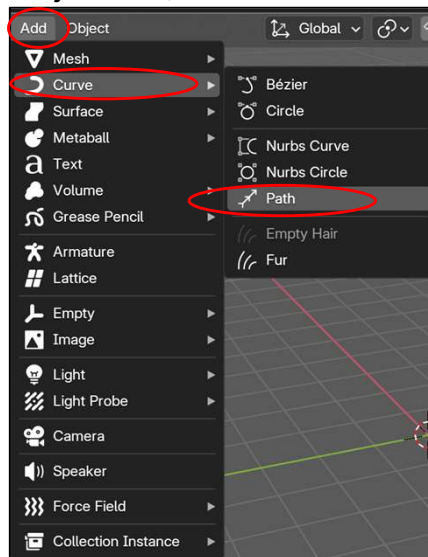 Add Object Global
Mesh
Curve
Surface
Metaball
Text
Volume
Grease Pencil
Armature
Lattice
Empty
Image
Light
Light Probe
Camera
Speaker
Force Field
Collection Instance
Bézier
Circle
Nurbs Curve
Nurbs Circle
Path
Empty Hair
Fur